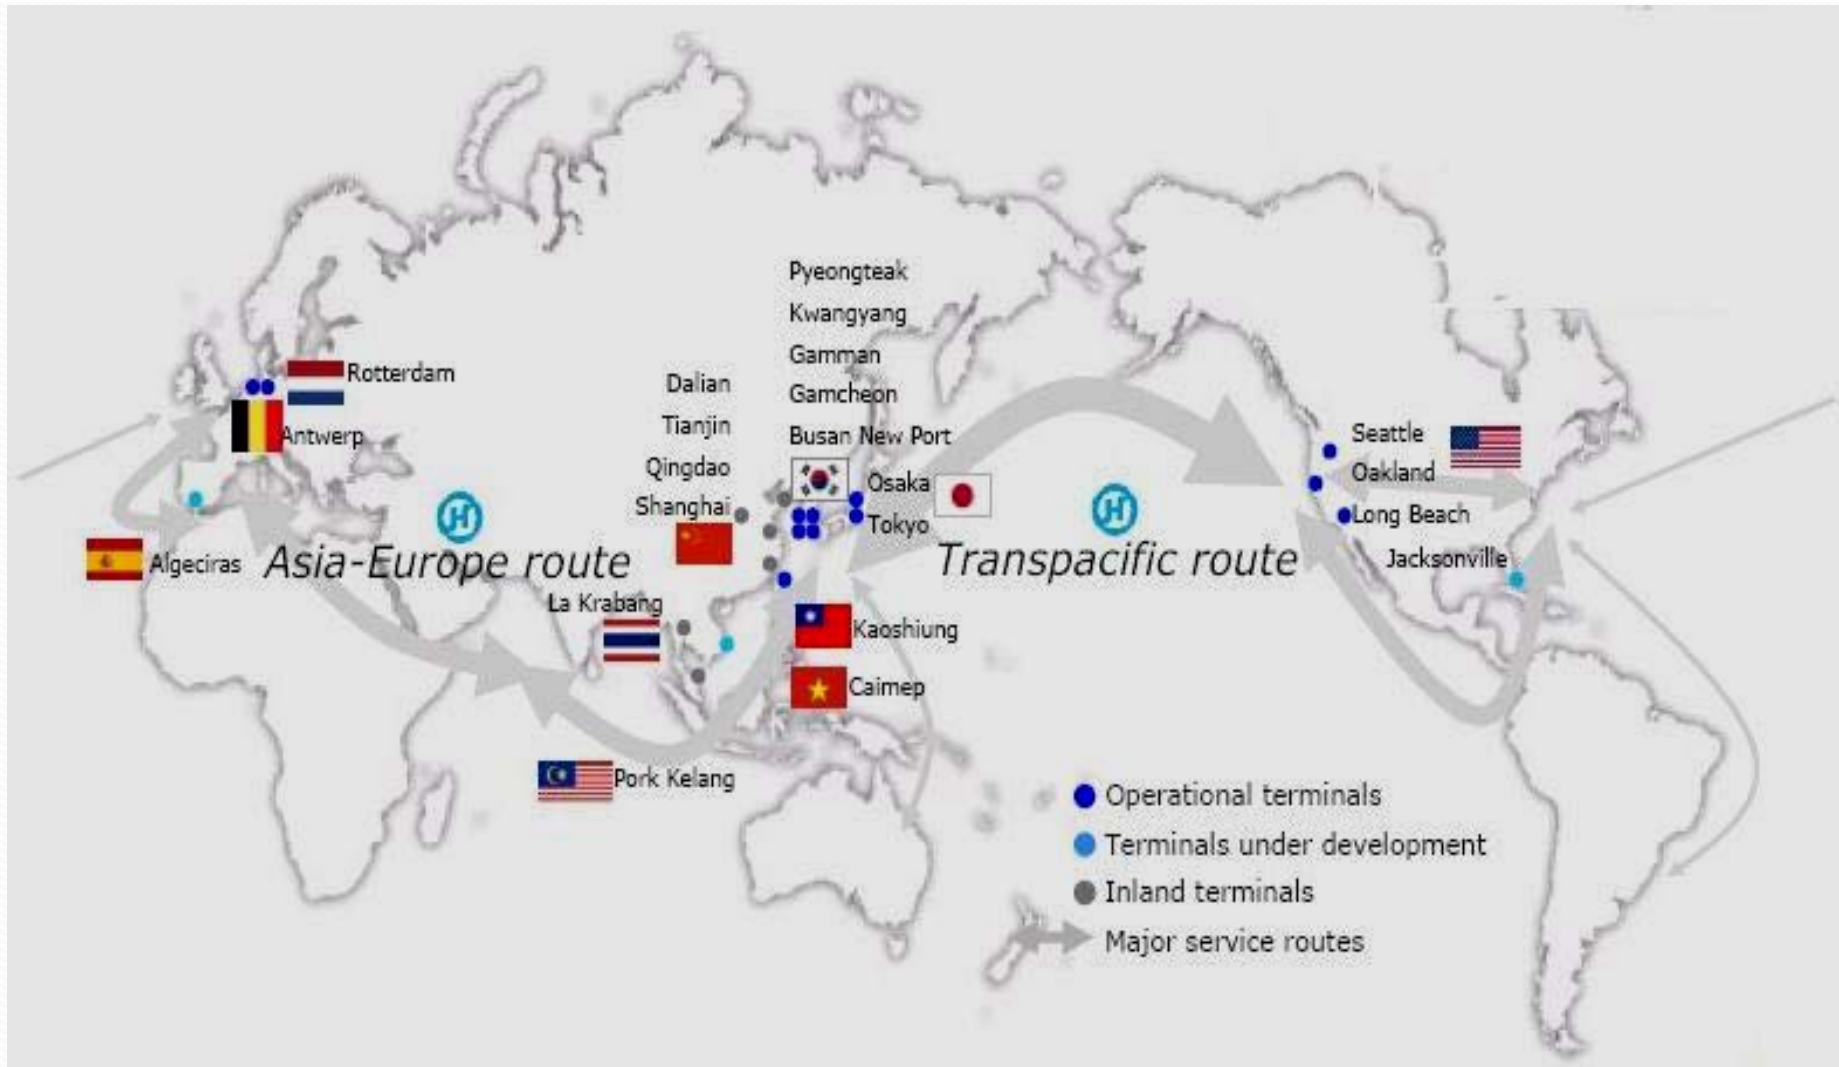 Pyeongteak
Kwangyang
Gamman
Gamcheon
Busan New Port
Dalian
Tianjin
Qingdao
Shanghai
Osaka
Tokyo
Rotterdam
Antwerp
Algeciras
Asia-Europe route
La Krabang
Kaoshiung
Caimep
Pork Kelang
Transpacific route
Seattle
Oakland
Long Beach
Jacksonville
Operational terminals
Terminals under development
Inland terminals
Major service routes